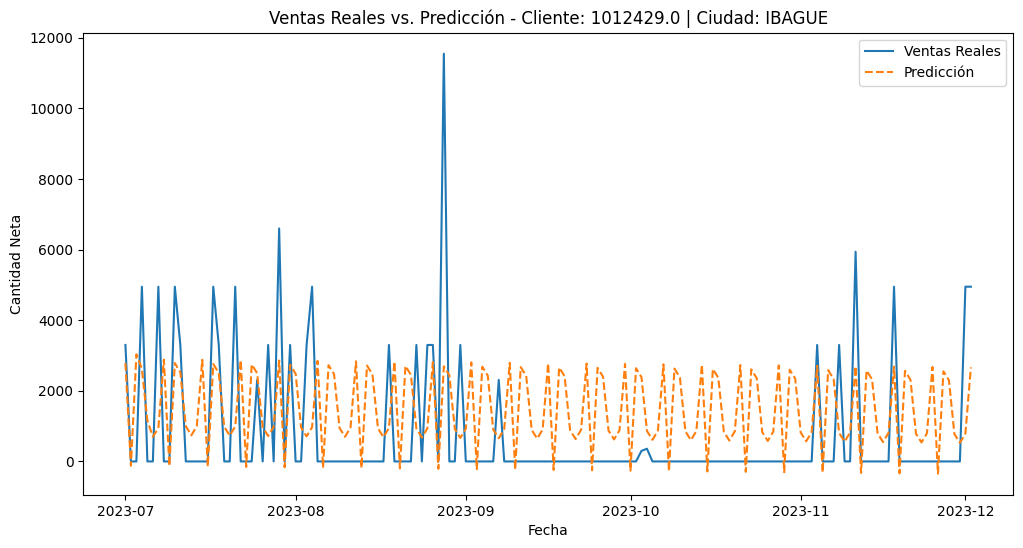 Ventas Reales vs. Predicción - Cliente: 1012429.0 | Ciudad: IBAGUE
Ventas Reales
Predicción
Cantidad Neta
12000
10000
8000
6000
4000
2000
0
2023-07
2023-08
2023-09
2023-10
2023-11
2023-12
Fecha